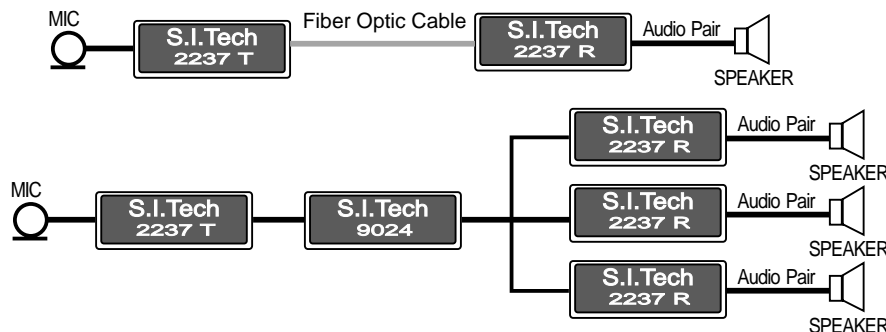 MIC
S.I.Tech
2237 T
Fiber Optic Cable
S.I.Tech
2237 R
Audio Pair
SPEAKER
MIC
S.I.Tech
2237 T
S.I.Tech
9024
S.I.Tech
2237 R
Audio Pair
SPEAKER
S.I.Tech
2237 R
Audio Pair
SPEAKER
S.I.Tech
2237 R
Audio Pair
SPEAKER